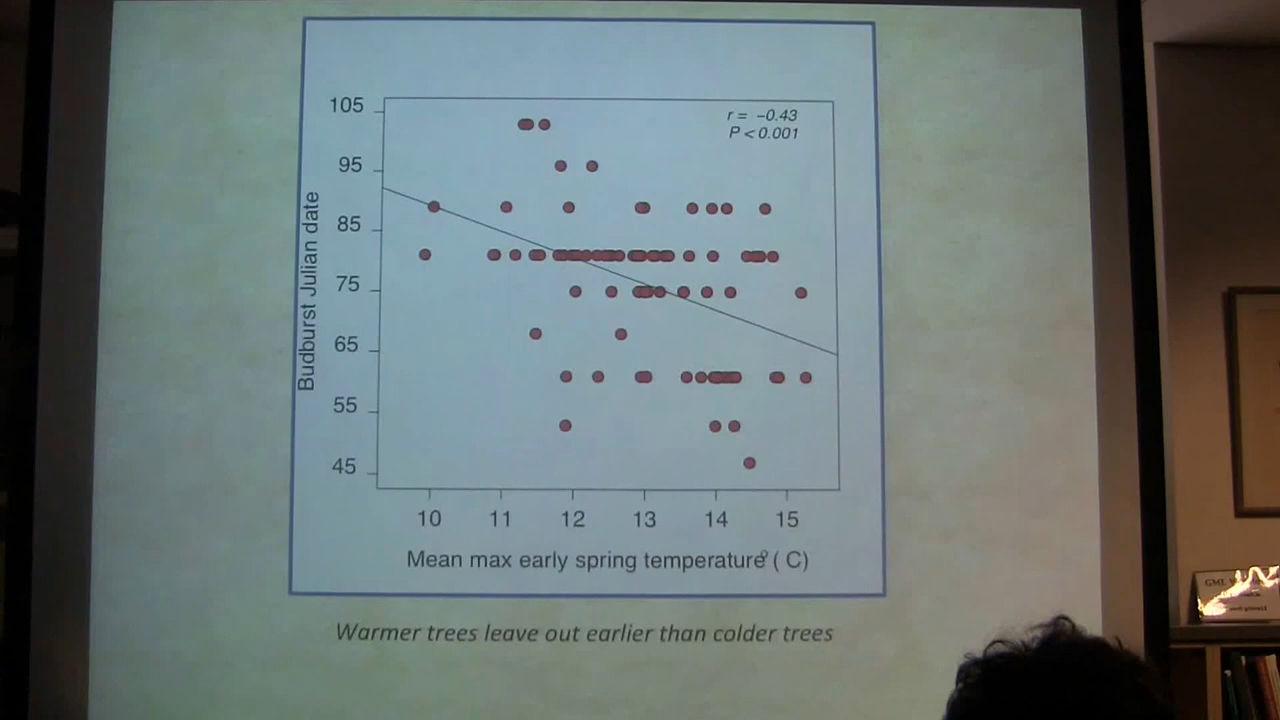 105
95
85
75
65
55
45
Budburst Julian date
r = −0.43
P < 0.001
10 11 12 13 14 15
Mean max early spring temperature° ( C)
Warmer trees leave out earlier than colder trees
GML